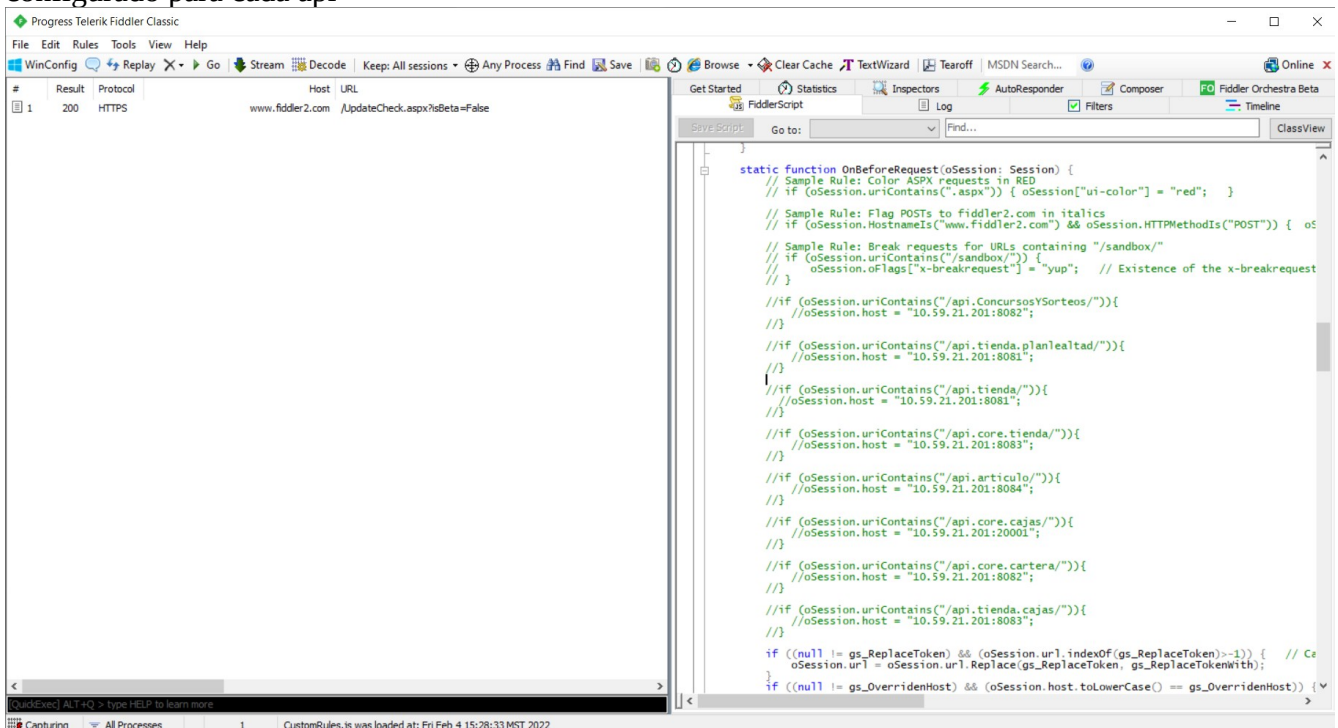 Progress Telerik Fiddler Classic
File Edit Rules Tools View Help
WinConfig Replay Go Stream Decode Keep: All sessions Any Process Find Save Browse Clear Cache TextWizard Tearoff MSDN Search... Online
# Result Protocol Host URL
1 200 HTTPS www.fiddler2.com /UpdateCheck.aspx?isBeta=False
Get Started Statistics Inspectors AutoResponder Composer FO Fiddler Orchestra Beta
FiddlerScript Log Filters Timeline
Save Script Go to: Find... ClassView
}
static function OnBeforeRequest(oSession: Session) {
// Sample Rule: Color ASPX requests in RED
// if (oSession.uriContains(".aspx")) { oSession["ui-color"] = "red"; }
// Sample Rule: Flag POSTs to fiddler2.com in italics
// if (oSession.HostnameIs("www.fiddler2.com") && oSession.HTTPMethodIs("POST")) { oS
// Sample Rule: Break requests for URLs containing "/sandbox/"
// if (oSession.uriContains("/sandbox/")) {
// oSession.oFlags["x-breakrequest"] = "yup"; // Existence of the x-breakrequest
// }
//if (oSession.uriContains("/api.ConcursosYSorteos/")){
//oSession.host = "10.59.21.201:8082";
//}
//if (oSession.uriContains("/api.tienda.planlealtad/")){
//oSession.host = "10.59.21.201:8081";
//}
//if (oSession.uriContains("/api.tienda/")){
//oSession.host = "10.59.21.201:8081";
//}
//if (oSession.uriContains("/api.core.tienda/")){
//oSession.host = "10.59.21.201:8083";
//}
//if (oSession.uriContains("/api.articulo/")){
//oSession.host = "10.59.21.201:8084";
//}
//if (oSession.uriContains("/api.core.cajas/")){
//oSession.host = "10.59.21.201:20001";
//}
//if (oSession.uriContains("/api.core.cartera/")){
//oSession.host = "10.59.21.201:8082";
//}
//if (oSession.uriContains("/api.tienda.cajas/")){
//oSession.host = "10.59.21.201:8083";
//}
if ((null != gs_ReplaceToken) && (oSession.url.indexOf(gs_ReplaceToken)>-1)) { // Ca
oSession.url = oSession.url.Replace(gs_ReplaceToken, gs_ReplaceTokenWith);
}
if ((null != gs_OverridenHost) && (oSession.host.toLowerCase() == gs_OverridenHost)) {
[QuickExec] ALT+Q > type HELP to learn more
Capturing All Processes 1 CustomRules.js was loaded at: Fri Feb 4 15:28:33 MST 2022